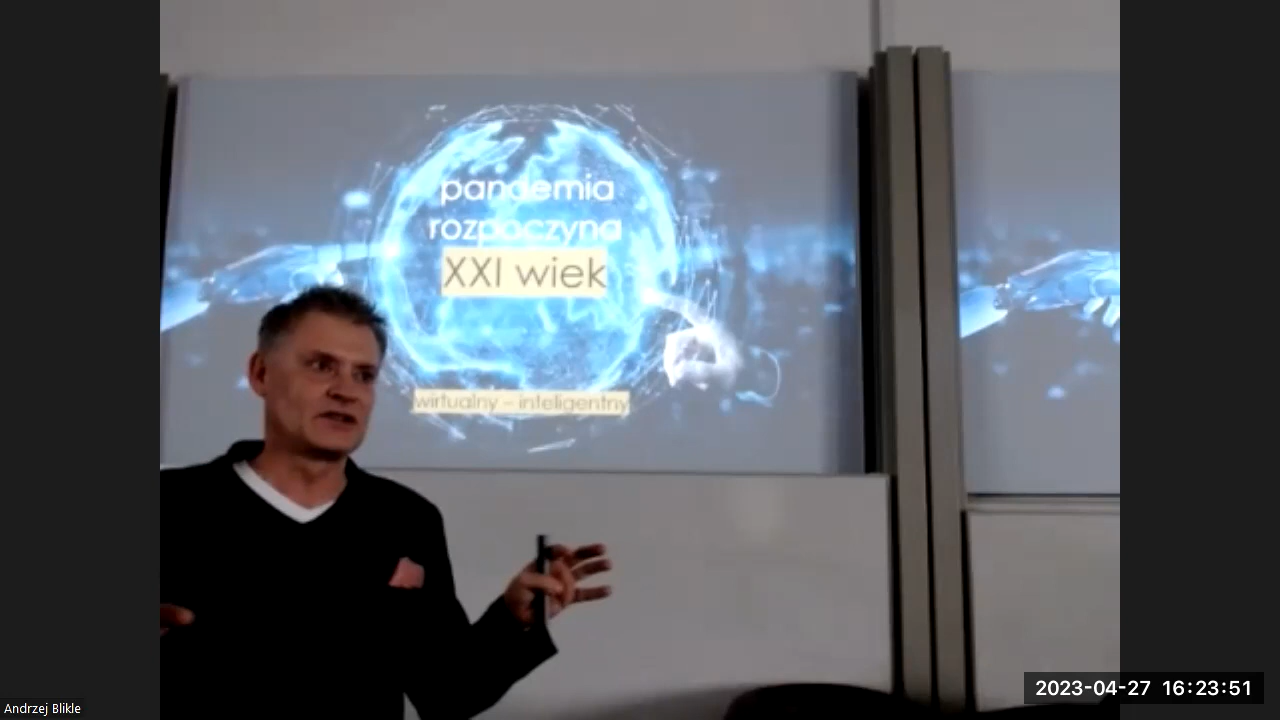 pandemia
rozpoczyna
XXI wiek
wirtualny – inteligentny
Andrzej Blikle
2023-04-27 16:23:51